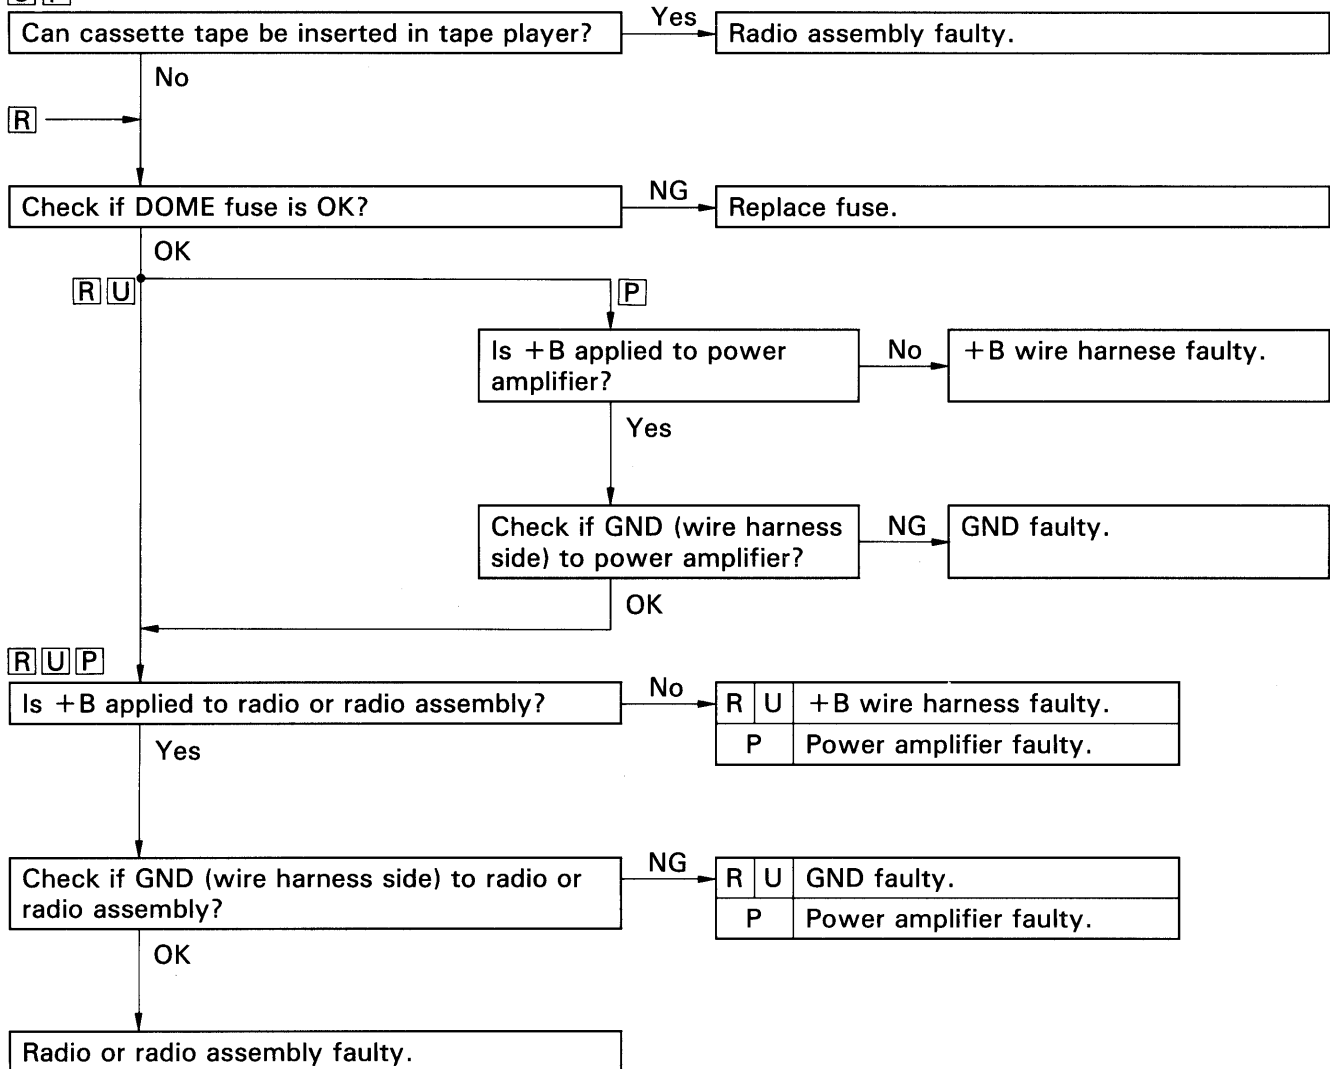 Can cassette tape be inserted in tape player?
Yes
Radio assembly faulty.
No
R
Check if DOME fuse is OK?
NG
Replace fuse.
OK
R U
P
Is +B applied to power
amplifier?
No
+B wire harnese faulty.
Yes
Check if GND (wire harness
side) to power amplifier?
NG
GND faulty.
OK
R U P
Is +B applied to radio or radio assembly?
No
R U +B wire harness faulty.
P Power amplifier faulty.
Yes
Check if GND (wire harness side) to radio or
radio assembly?
NG
R U GND faulty.
P Power amplifier faulty.
OK
Radio or radio assembly faulty.